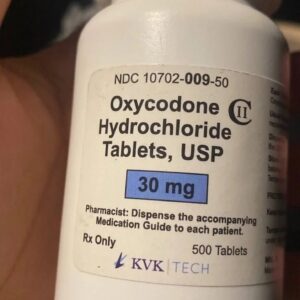 NDC 10702-009-50
Oxycodone CII
Hydrochloride
Tablets, USP
30 mg
Pharmacist: Dispense the accompanying
Medication Guide to each patient.
Rx Only
500 Tablets
KVK TECH